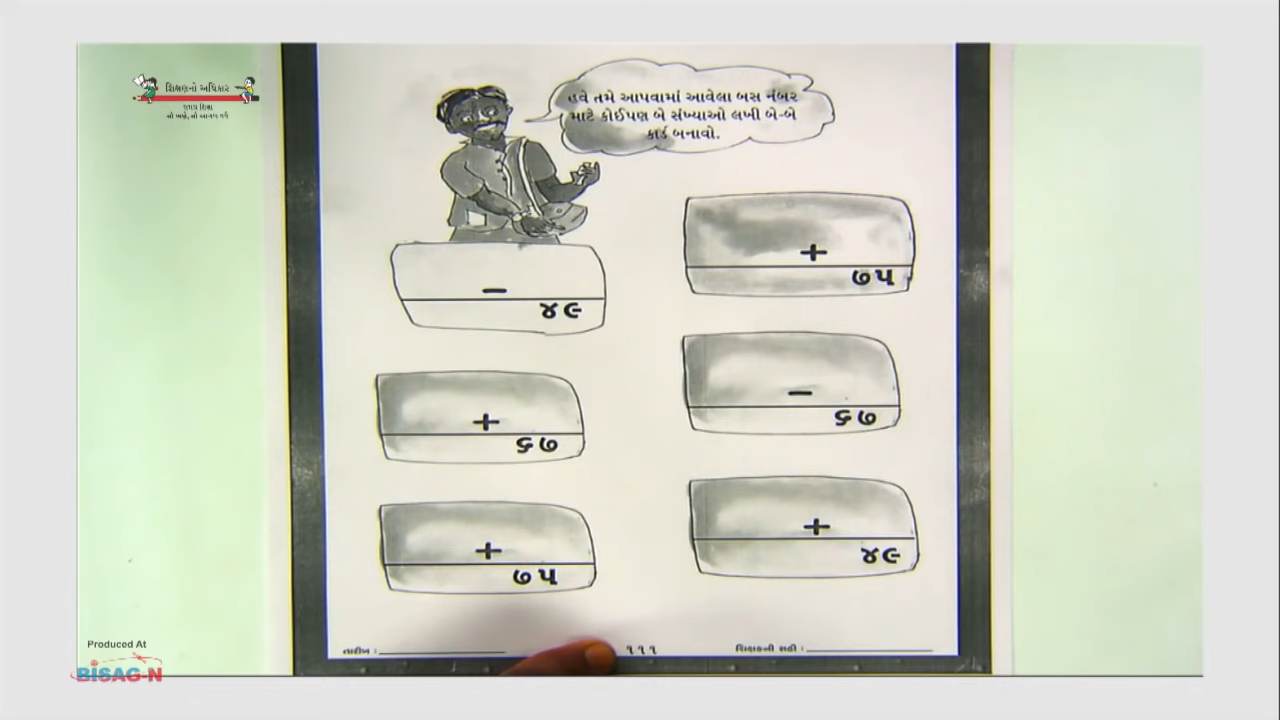 શિક્ષણનો અધિકાર
હવે તમે આપવામાં આવેલા બસ નંબર
માટે કોઈપણ બે સંખ્યાઓ લખી બે-બે
કાર્ડ બનાવો.
+
૭૫
−
૪૯
−
૬૭
+
૬૭
+
૪૯
+
૭૫
તારીખ :
૧૧૧
શિક્ષકની સહી :
Produced At
BISAG-N